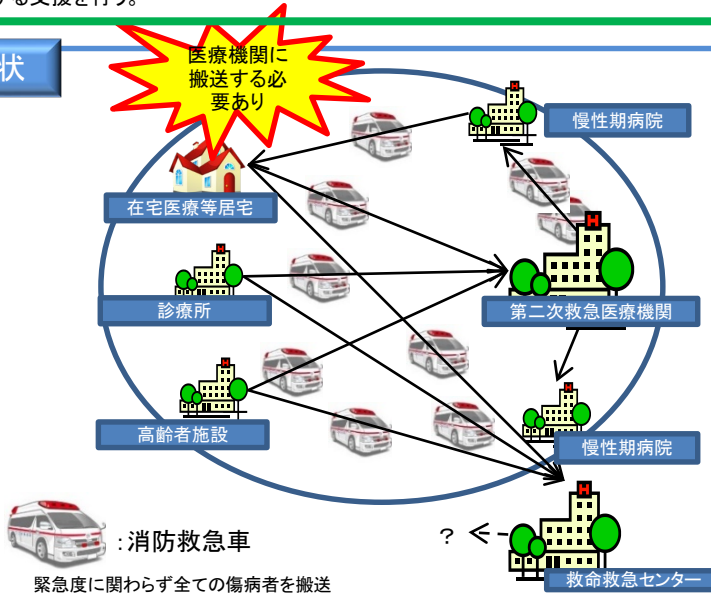 する支援を行う。
状
医療機関に
搬送する必
要あり
慢性期病院
在宅医療等居宅
診療所
第二次救急医療機関
高齢者施設
慢性期病院
:消防救急車
?
救命救急センター
緊急度に関わらず全ての傷病者を搬送